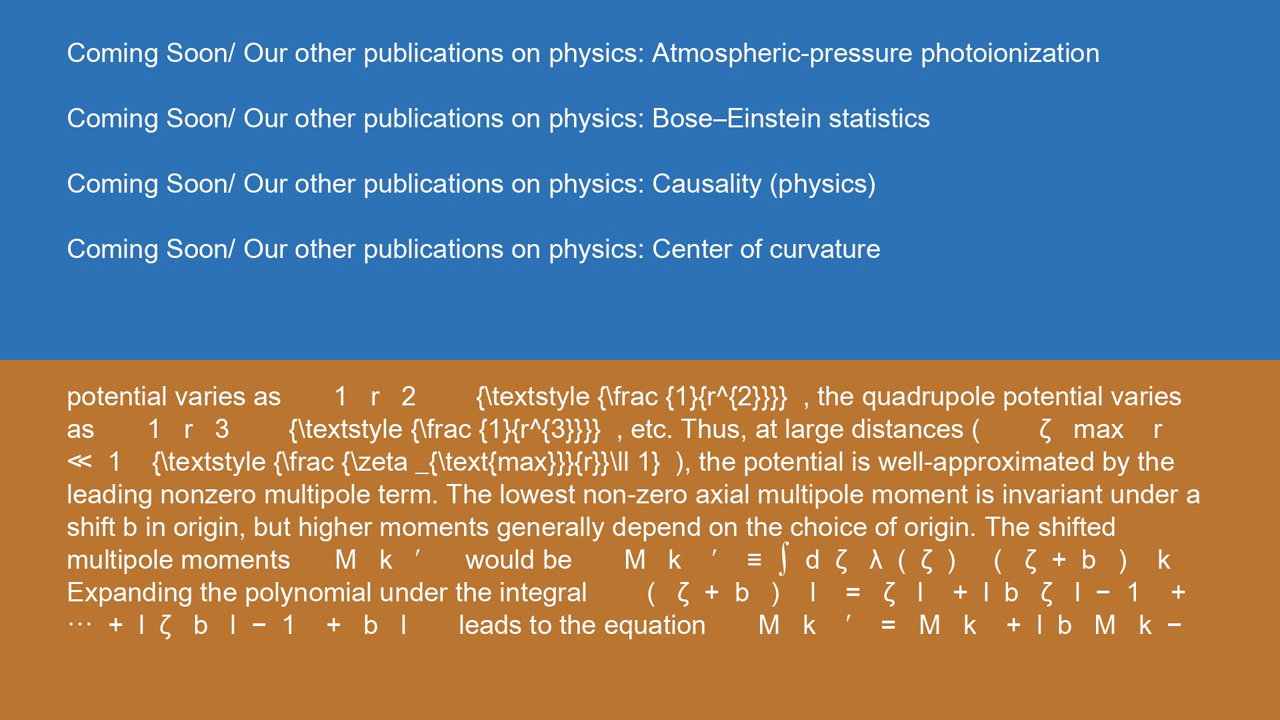 Coming Soon/ Our other publications on physics: Atmospheric-pressure photoionization
Coming Soon/ Our other publications on physics: Bose–Einstein statistics
Coming Soon/ Our other publications on physics: Causality (physics)
Coming Soon/ Our other publications on physics: Center of curvature
potential varies as 1 r 2 {\textstyle {\frac {1}{r^{2}}}} , the quadrupole potential varies
as 1 r 3 {\textstyle {\frac {1}{r^{3}}}} , etc. Thus, at large distances ( ζ max r
≪ 1 {\textstyle {\frac {\zeta _{\text{max}}}{r}}\ll 1} ), the potential is well-approximated by the
leading nonzero multipole term. The lowest non-zero axial multipole moment is invariant under a
shift b in origin, but higher moments generally depend on the choice of origin. The shifted
multipole moments M k ′ would be M k ′ ≡ ∫ d ζ λ ( ζ ) ( ζ + b ) k
Expanding the polynomial under the integral ( ζ + b ) l = ζ l + l b ζ l − 1 +
⋯ + l ζ b l − 1 + b l leads to the equation M k ′ = M k + l b M k −